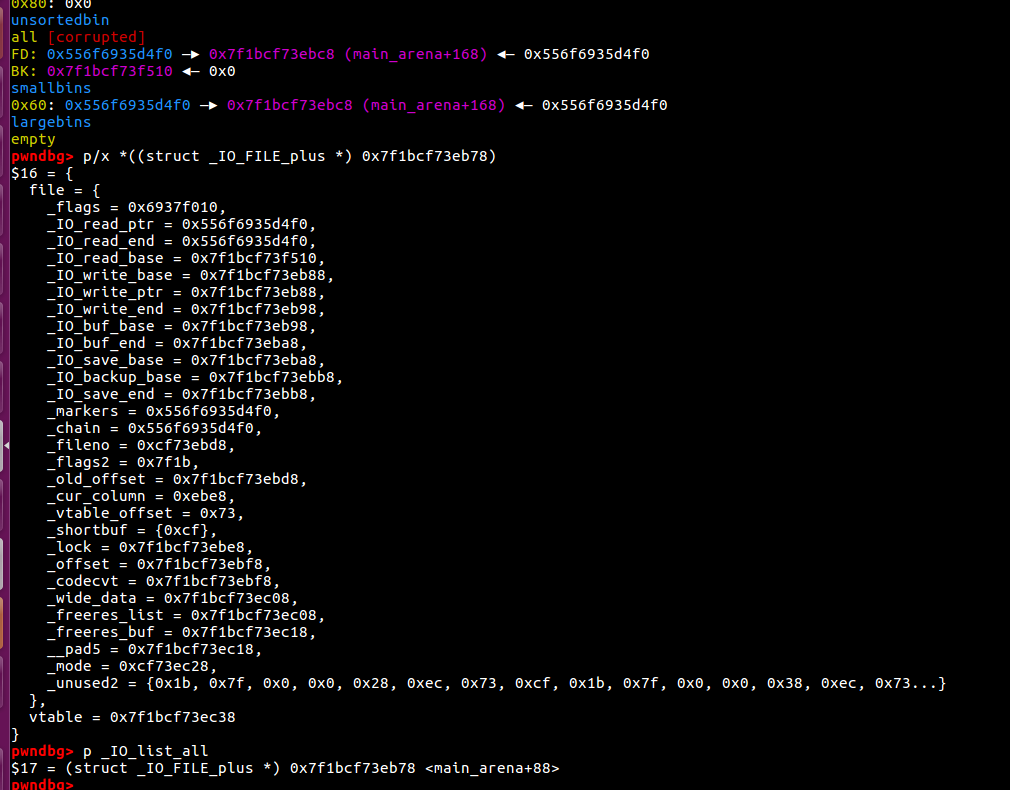 0x80: 0x0
unsortedbin
all [corrupted]
FD: 0x556f6935d4f0 —▸ 0x7f1bcf73ebc8 (main_arena+168) ◂— 0x556f6935d4f0
BK: 0x7f1bcf73f510 ◂— 0x0
smallbins
0x60: 0x556f6935d4f0 —▸ 0x7f1bcf73ebc8 (main_arena+168) ◂— 0x556f6935d4f0
largebins
empty
pwndbg> p/x *((struct _IO_FILE_plus *) 0x7f1bcf73eb78)
$16 = {
  file = {
    _flags = 0x6937f010,
    _IO_read_ptr = 0x556f6935d4f0,
    _IO_read_end = 0x556f6935d4f0,
    _IO_read_base = 0x7f1bcf73f510,
    _IO_write_base = 0x7f1bcf73eb88,
    _IO_write_ptr = 0x7f1bcf73eb88,
    _IO_write_end = 0x7f1bcf73eb98,
    _IO_buf_base = 0x7f1bcf73eb98,
    _IO_buf_end = 0x7f1bcf73eba8,
    _IO_save_base = 0x7f1bcf73eba8,
    _IO_backup_base = 0x7f1bcf73ebb8,
    _IO_save_end = 0x7f1bcf73ebb8,
    _markers = 0x556f6935d4f0,
    _chain = 0x556f6935d4f0,
    _fileno = 0xcf73ebd8,
    _flags2 = 0x7f1b,
    _old_offset = 0x7f1bcf73ebd8,
    _cur_column = 0xebe8,
    _vtable_offset = 0x73,
    _shortbuf = {0xcf},
    _lock = 0x7f1bcf73ebe8,
    _offset = 0x7f1bcf73ebf8,
    _codecvt = 0x7f1bcf73ebf8,
    _wide_data = 0x7f1bcf73ec08,
    _freeres_list = 0x7f1bcf73ec08,
    _freeres_buf = 0x7f1bcf73ec18,
    __pad5 = 0x7f1bcf73ec18,
    _mode = 0xcf73ec28,
    _unused2 = {0x1b, 0x7f, 0x0, 0x0, 0x28, 0xec, 0x73, 0xcf, 0x1b, 0x7f, 0x0, 0x0, 0x38, 0xec, 0x73...}
  },
  vtable = 0x7f1bcf73ec38
}
pwndbg> p _IO_list_all
$17 = (struct _IO_FILE_plus *) 0x7f1bcf73eb78 <main_arena+88>
pwndbg>